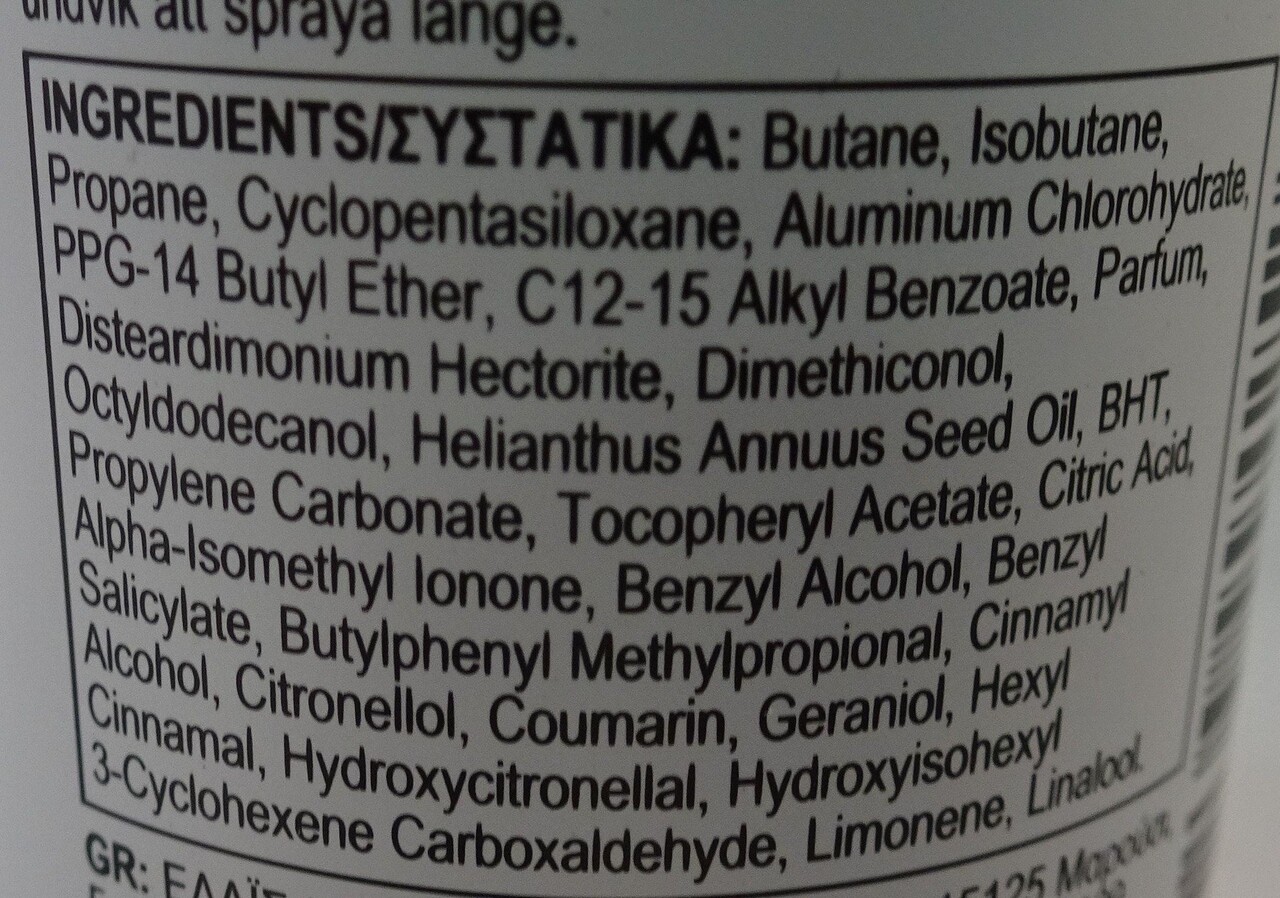 undvik att spraya länge.
INGREDIENTS/ΣΥΣΤΑΤΙΚΑ: Butane, Isobutane,
Propane, Cyclopentasiloxane, Aluminum Chlorohydrate,
PPG-14 Butyl Ether, C12-15 Alkyl Benzoate, Parfum,
Disteardimonium Hectorite, Dimethiconol,
Octyldodecanol, Helianthus Annuus Seed Oil, BHT,
Propylene Carbonate, Tocopheryl Acetate, Citric Acid,
Alpha-Isomethyl Ionone, Benzyl Alcohol, Benzyl
Salicylate, Butylphenyl Methylpropional, Cinnamyl
Alcohol, Citronellol, Coumarin, Geraniol, Hexyl
Cinnamal, Hydroxycitronellal, Hydroxyisohexyl
3-Cyclohexene Carboxaldehyde, Limonene, Linalool.
GR: 15125 Μαρούσι,